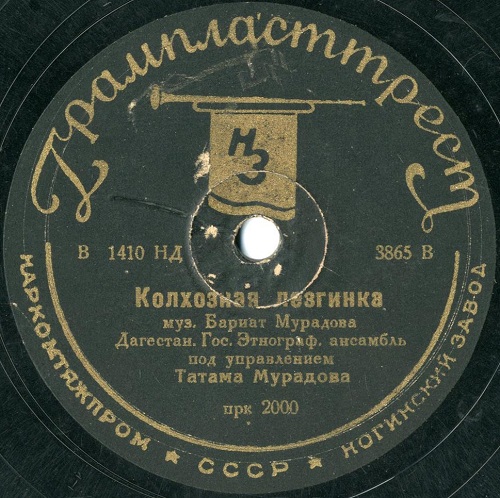 Грампласттрест
НЗ
В 1410 НД
3865 В
Колхозная лезгинка
муз. Бариат Мурадова
Дагестан. Гос. Этнограф. ансамбль
под управлением
Татама Мурадова
прк 2000
НАРКОМТЯЖПРОМ ★ СССР ★ НОГИНСКИЙ ЗАВОД